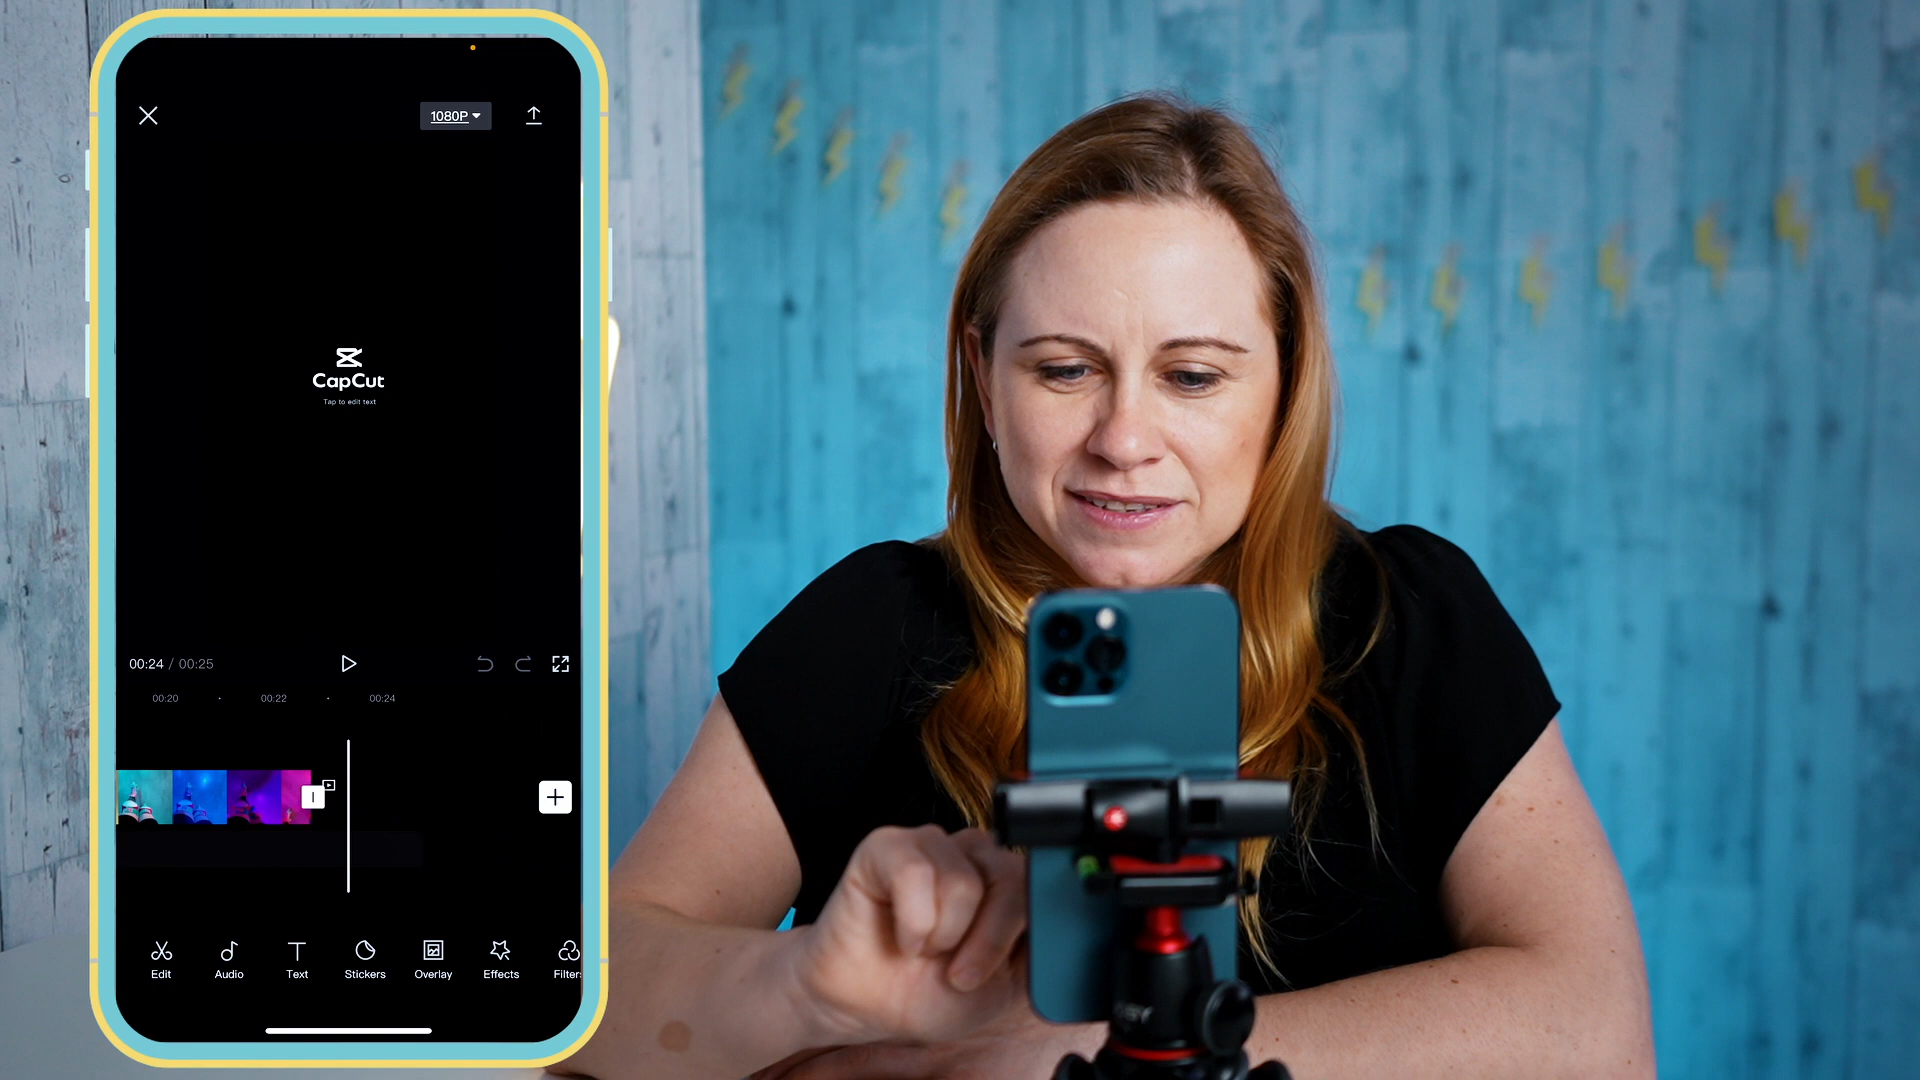 1080P
CapCut
Tap to edit text
00:24 / 00:25
00:20
00:22
00:24
Edit
Audio
Text
Stickers
Overlay
Effects
Filters